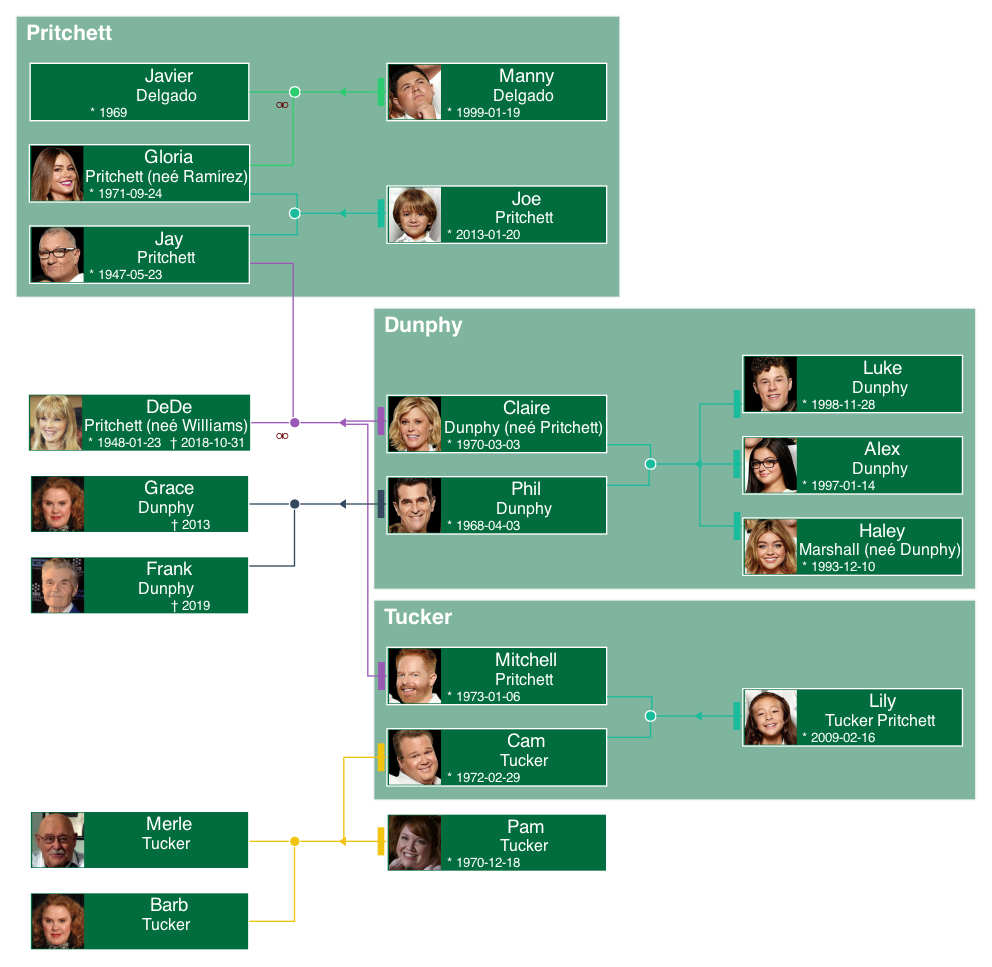 Pritchett
Javier
Delgado
* 1969
Manny
Delgado
* 1999-01-19
Gloria
Pritchett (neé Ramírez)
* 1971-09-24
Joe
Pritchett
* 2013-01-20
Jay
Pritchett
* 1947-05-23
Dunphy
Luke
Dunphy
* 1998-11-28
DeDe
Pritchett (neé Williams)
* 1948-01-23 † 2018-10-31
Claire
Dunphy (neé Pritchett)
* 1970-03-03
Alex
Dunphy
* 1997-01-14
Grace
Dunphy
† 2013
Phil
Dunphy
* 1968-04-03
Haley
Marshall (neé Dunphy)
* 1993-12-10
Frank
Dunphy
† 2019
Tucker
Mitchell
Pritchett
* 1973-01-06
Lily
Tucker Pritchett
* 2009-02-16
Cam
Tucker
* 1972-02-29
Merle
Tucker
Pam
Tucker
* 1970-12-18
Barb
Tucker